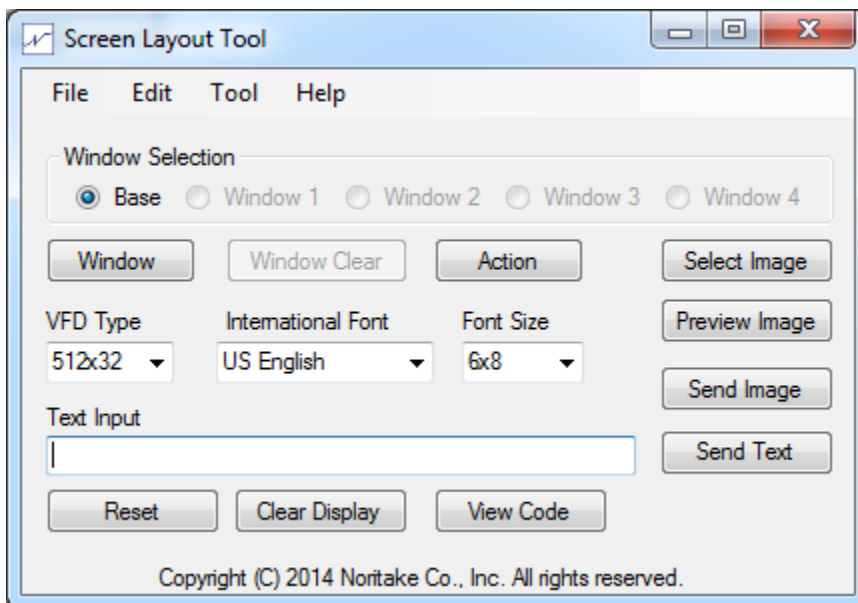 Screen Layout Tool
File Edit Tool Help
Window Selection
Base Window 1 Window 2 Window 3 Window 4
Window Window Clear Action Select Image
VFD Type International Font Font Size Preview Image
512x32 US English 6x8
Send Image
Text Input
Send Text
Reset Clear Display View Code
Copyright (C) 2014 Noritake Co., Inc. All rights reserved.